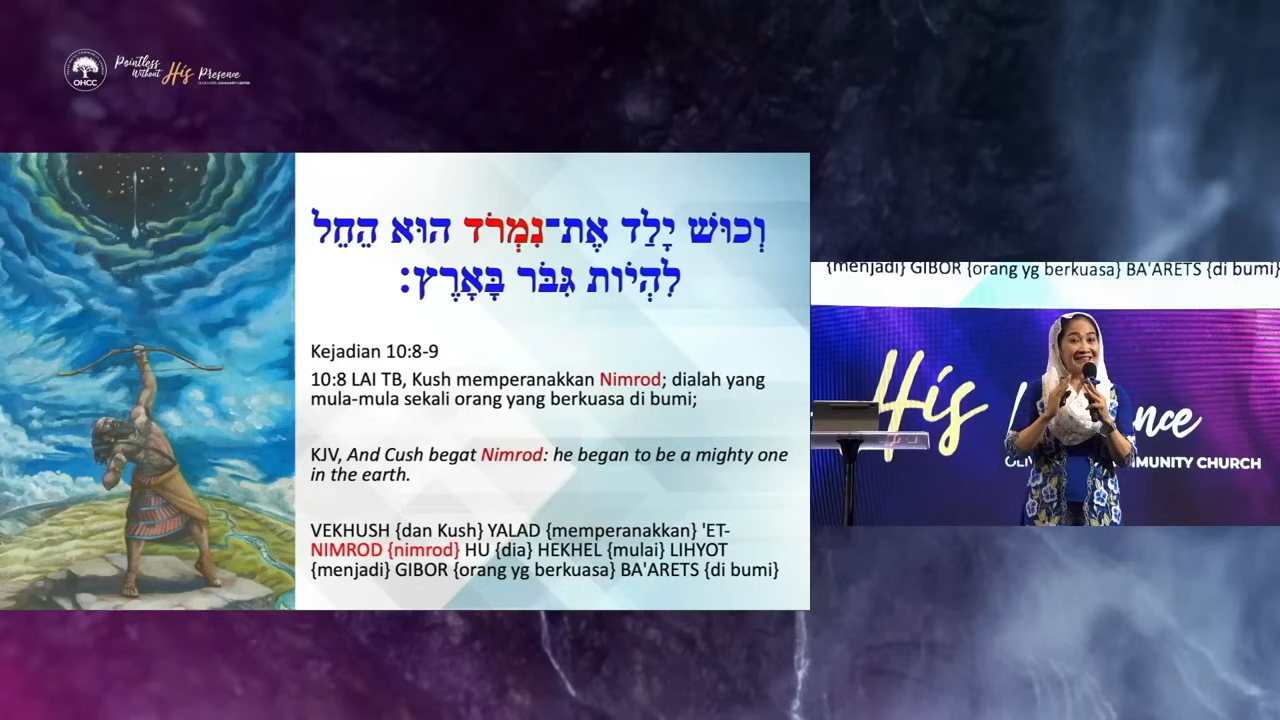 OHCC
Pointless
Without His Presence
וְכוּשׁ יָלַד אֶת־נִמְרֹד הוּא הֵחֵל
לִהְיוֹת גִּבֹּר בָּאָרֶץ׃
Kejadian 10:8-9
10:8 LAI TB, Kush memperanakkan Nimrod; dialah yang
mula-mula sekali orang yang berkuasa di bumi;
KJV, And Cush begat Nimrod: he began to be a mighty one
in the earth.
VEKHUSH {dan Kush} YALAD {memperanakkan} 'ET-
NIMROD {nimrod} HU {dia} HEKHEL {mulai} LIHYOT
{menjadi} GIBOR {orang yg berkuasa} BA'ARETS {di bumi}
{menjadi} GIBOR {orang yg berkuasa} BA'ARETS {di bumi}
His
COMMUNITY CHURCH